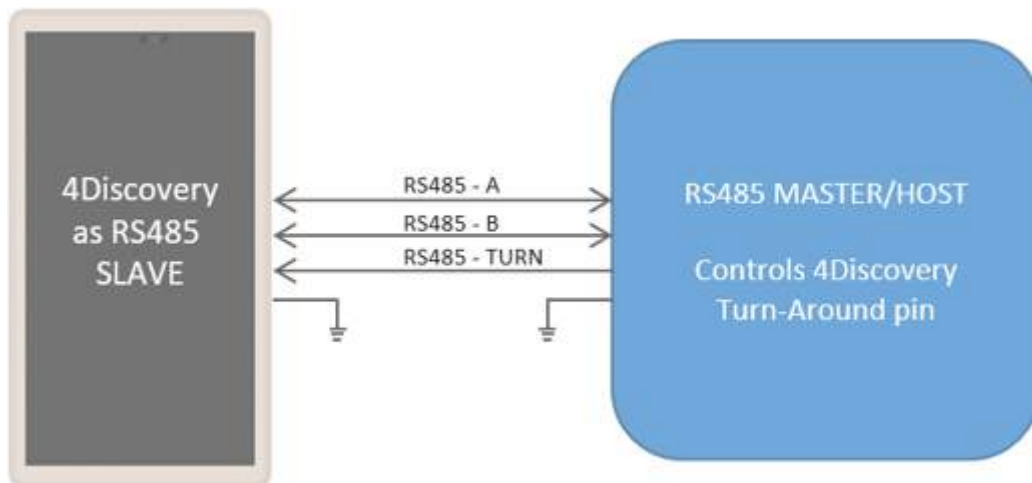 4Discovery
as RS485
SLAVE
RS485 - A
RS485 - B
RS485 - TURN
RS485 MASTER/HOST
Controls 4Discovery
Turn-Around pin